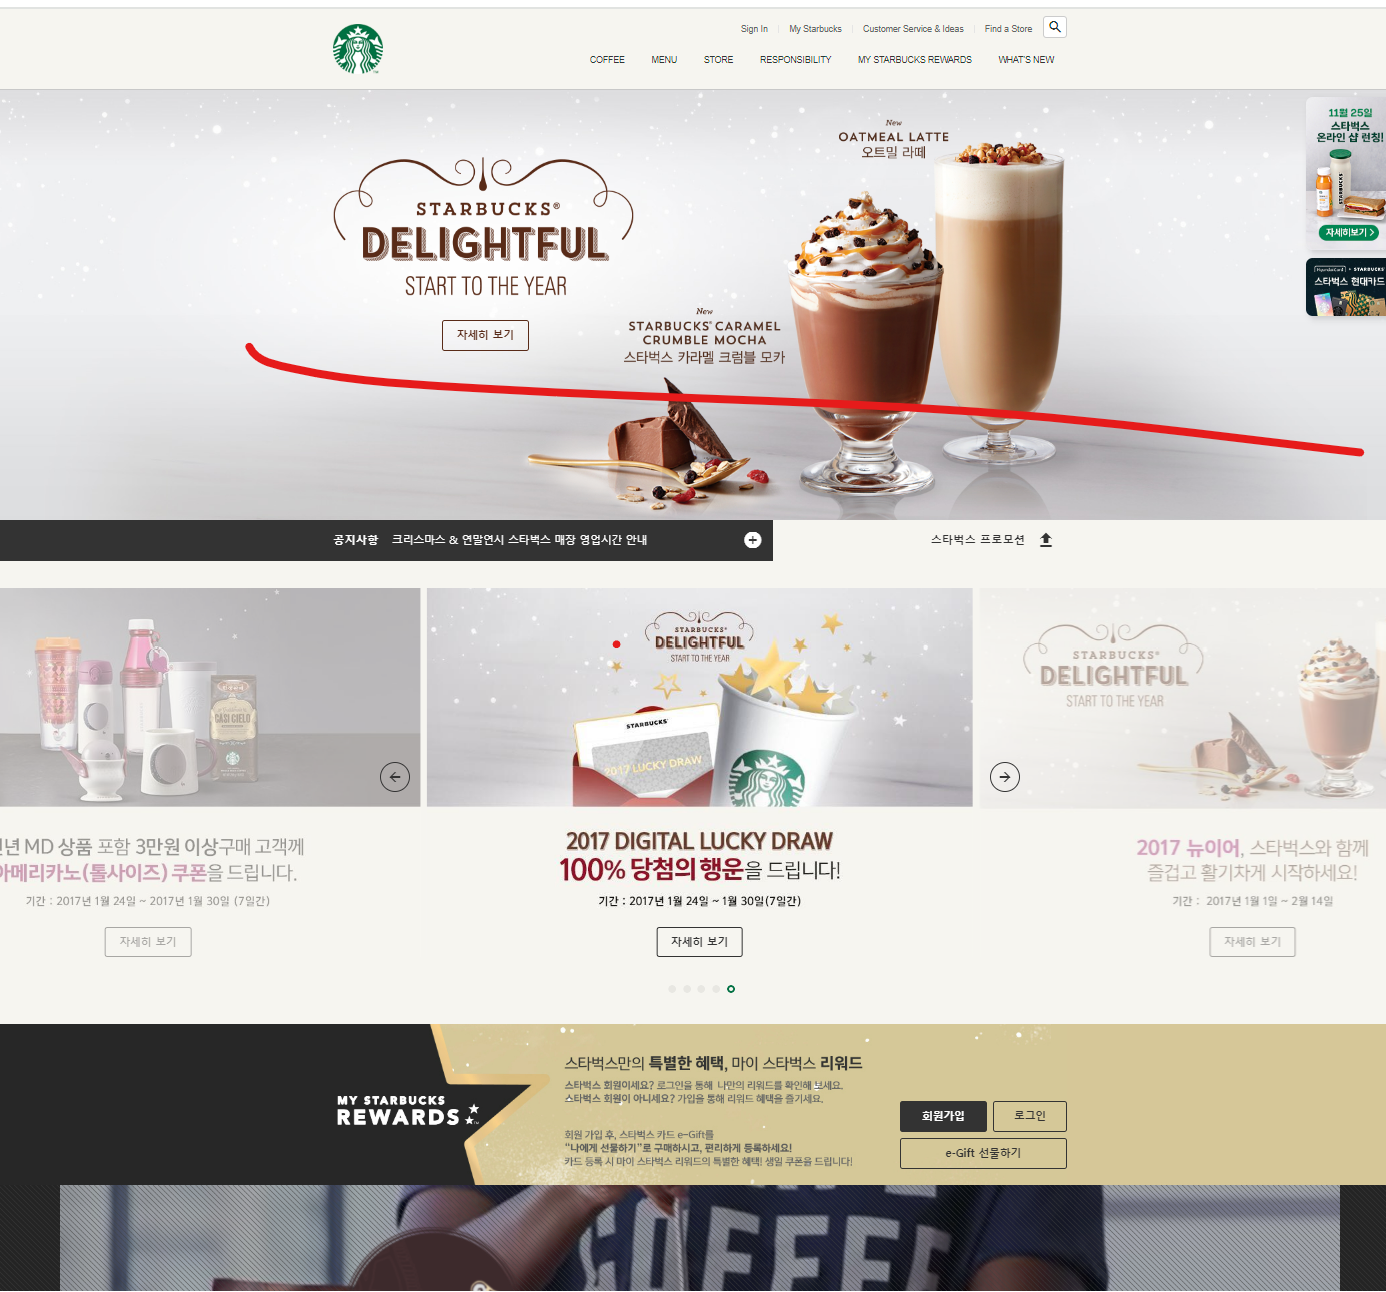 Sign In
My Starbucks
Customer Service & Ideas
Find a Store
COFFEE
MENU
STORE
RESPONSIBILITY
MY STARBUCKS REWARDS
WHAT'S NEW
STARBUCKS®
DELIGHTFUL
START TO THE YEAR
자세히 보기
New
OATMEAL LATTE
오트밀 라떼
New
STARBUCKS® CARAMEL
CRUMBLE MOCHA
스타벅스 카라멜 크럼블 모카
11월 25일
스타벅스
온라인 샵 런칭!
STARBUCKS
자세히보기
HyundaiCard + STARBUCKS
스타벅스 현대카드
공지사항 크리스마스 & 연말연시 스타벅스 매장 영업시간 안내
스타벅스 프로모션
CASI CIELO
년 MD 상품 포함 3만원 이상구매 고객께
아메리카노(톨사이즈) 쿠폰을 드립니다.
기간 : 2017년 1월 24일 ~ 2017년 1월 30일 (7일간)
자세히 보기
STARBUCKS®
DELIGHTFUL
START TO THE YEAR
STARBUCKS®
2017 LUCKY DRAW
2017 DIGITAL LUCKY DRAW
100% 당첨의 행운을 드립니다!
기간 : 2017년 1월 24일 ~ 1월 30일(7일간)
자세히 보기
STARBUCKS®
DELIGHTFUL
START TO THE YEAR
2017 뉴이어, 스타벅스와 함께
즐겁고 활기차게 시작하세요!
기간 : 2017년 1월 1일 ~ 2월 14일
자세히 보기
MY STARBUCKS
REWARDS
스타벅스만의 특별한 혜택, 마이 스타벅스 리워드
스타벅스 회원이세요? 로그인을 통해 나만의 리워드를 확인해 보세요.
스타벅스 회원이 아니세요? 가입을 통해 리워드 혜택을 즐기세요.
회원 가입 후, 스타벅스 카드 e-Gift를
"나에게 선물하기"로 구매하시고, 편리하게 등록하세요!
카드 등록 시 마이 스타벅스 리워드의 특별한 혜택! 생일 쿠폰을 드립니다!
회원가입
로그인
e-Gift 선물하기